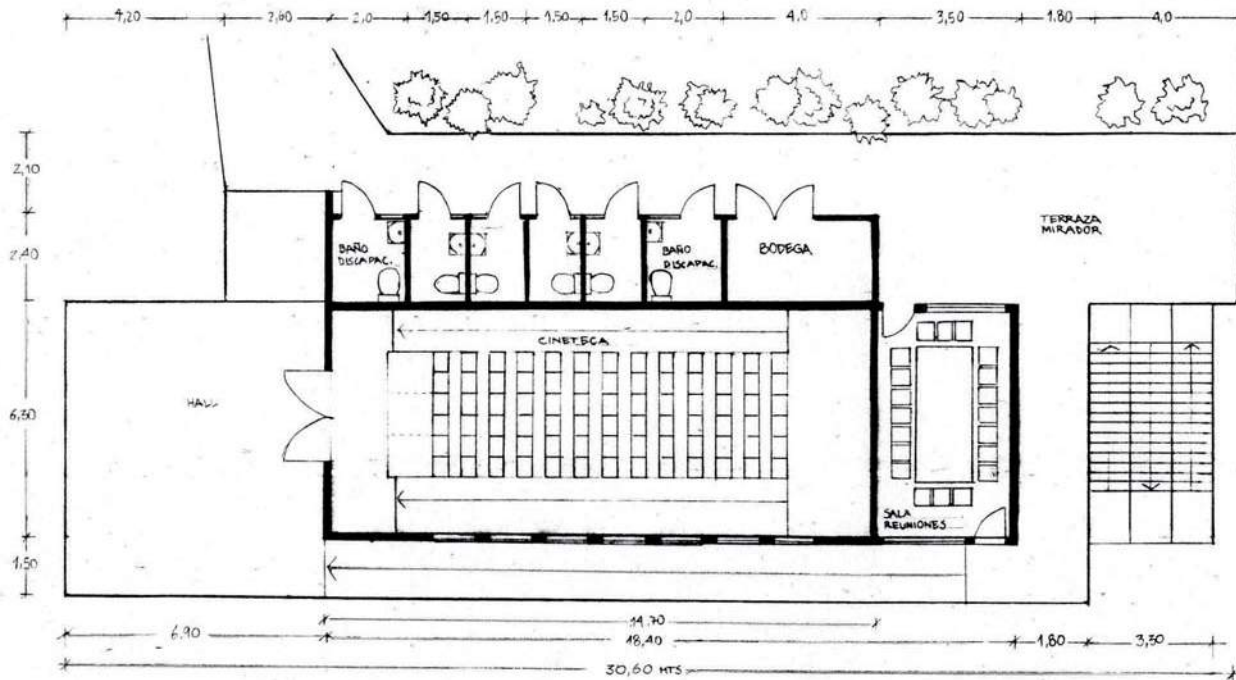 4,20 2,60 2,0 1,50 1,50 1,50 1,50 2,0 4,0 3,50 1.80 4,0
2,10
2,40
6,30
1,50
BAÑO
DISCAPAC.
BAÑO
DISCAPAC.
BODEGA
TERRAZA
MIRADOR
CINETECA
HALL
SALA
REUNIONES
14.70
6.90 18,40 1,80 3,30
30,60 MTS